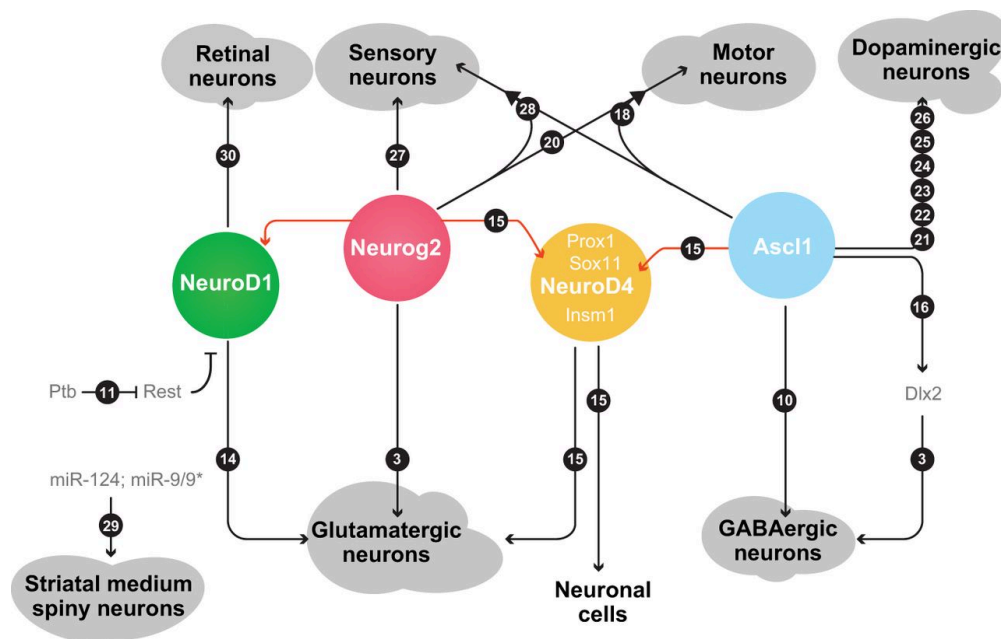 Retinal
neurons
Sensory
neurons
Motor
neurons
Dopaminergic
neurons
30
27
28
20
18
26
25
24
23
22
21
NeuroD1
Neurog2
15
Prox1
Sox11
NeuroD4
Insm1
15
Ascl1
16
Ptb
11
Rest
15
10
Dlx2
14
3
15
3
miR-124; miR-9/9*
29
Glutamatergic
neurons
GABAergic
neurons
Striatal medium
spiny neurons
Neuronal
cells